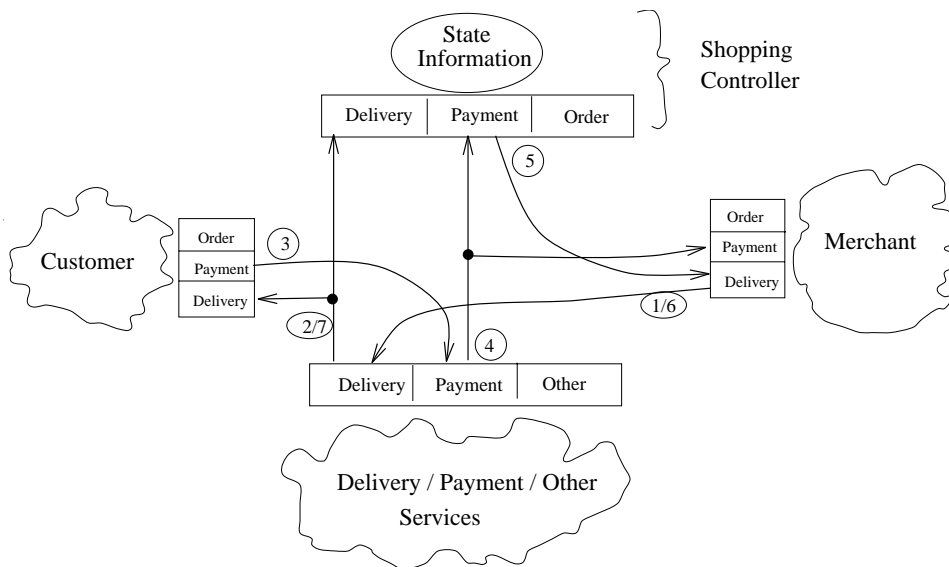 State
Information
Shopping
Controller
Delivery
Payment
Order
5
Customer
Order
Payment
Delivery
3
2/7
4
1/6
Order
Payment
Delivery
Merchant
Delivery
Payment
Other
Delivery / Payment / Other
Services